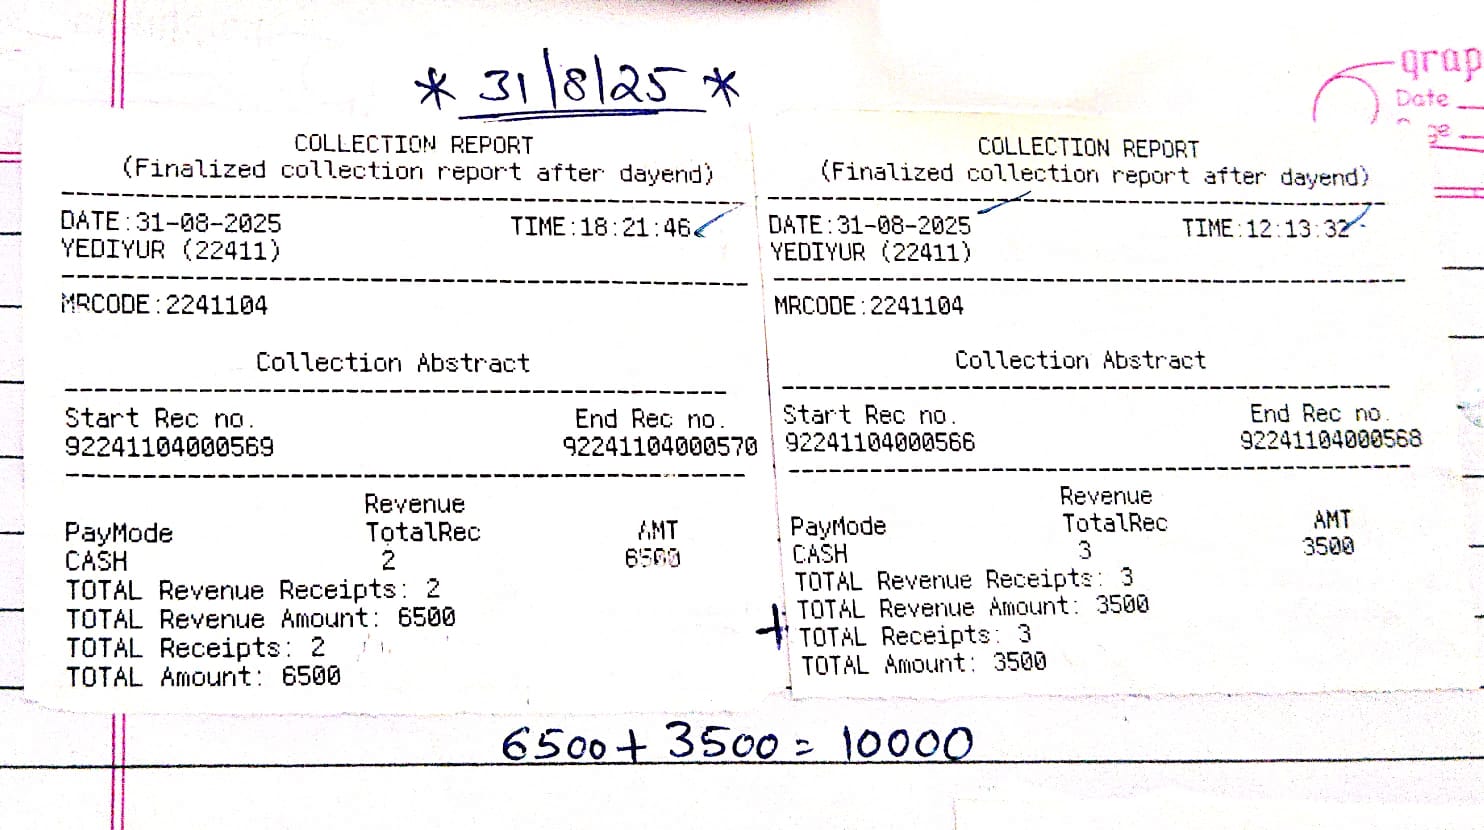 * 31/8/25 *
grap
Date
ge
COLLECTION REPORT
(Finalized collection report after dayend)
DATE:31-08-2025 TIME:18:21:46
YEDIYUR (22411)
MRCODE:2241104
Collection Abstract
Start Rec no. End Rec no.
92241104000569 92241104000570
Revenue
PayMode TotalRec AMT
CASH 2 6500
TOTAL Revenue Receipts: 2
TOTAL Revenue Amount: 6500
TOTAL Receipts: 2
TOTAL Amount: 6500
COLLECTION REPORT
(Finalized collection report after dayend)
DATE:31-08-2025 TIME:12:13:32
YEDIYUR (22411)
MRCODE:2241104
Collection Abstract
Start Rec no. End Rec no.
92241104000566 92241104000568
Revenue
PayMode TotalRec AMT
CASH 3 3500
TOTAL Revenue Receipts: 3
TOTAL Revenue Amount: 3500
+
TOTAL Receipts: 3
TOTAL Amount: 3500
6500 + 3500 = 10000